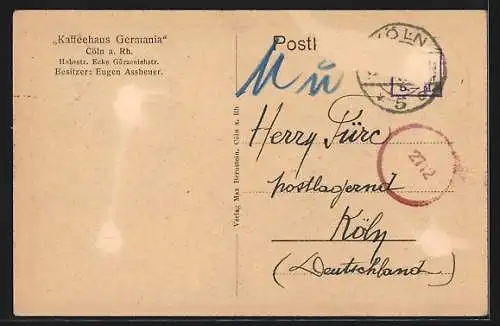 „Kaffeehaus Germania"
Cöln a. Rh.
Hohestr. Ecke Gürzenichstr.
Besitzer: Eugen Assheuer.
Verlag Max Bernstein, Cöln a. Rh
Postk
KÖLN
5
2712
Herry Türc
postlagernd
Köln
(Deutschland)